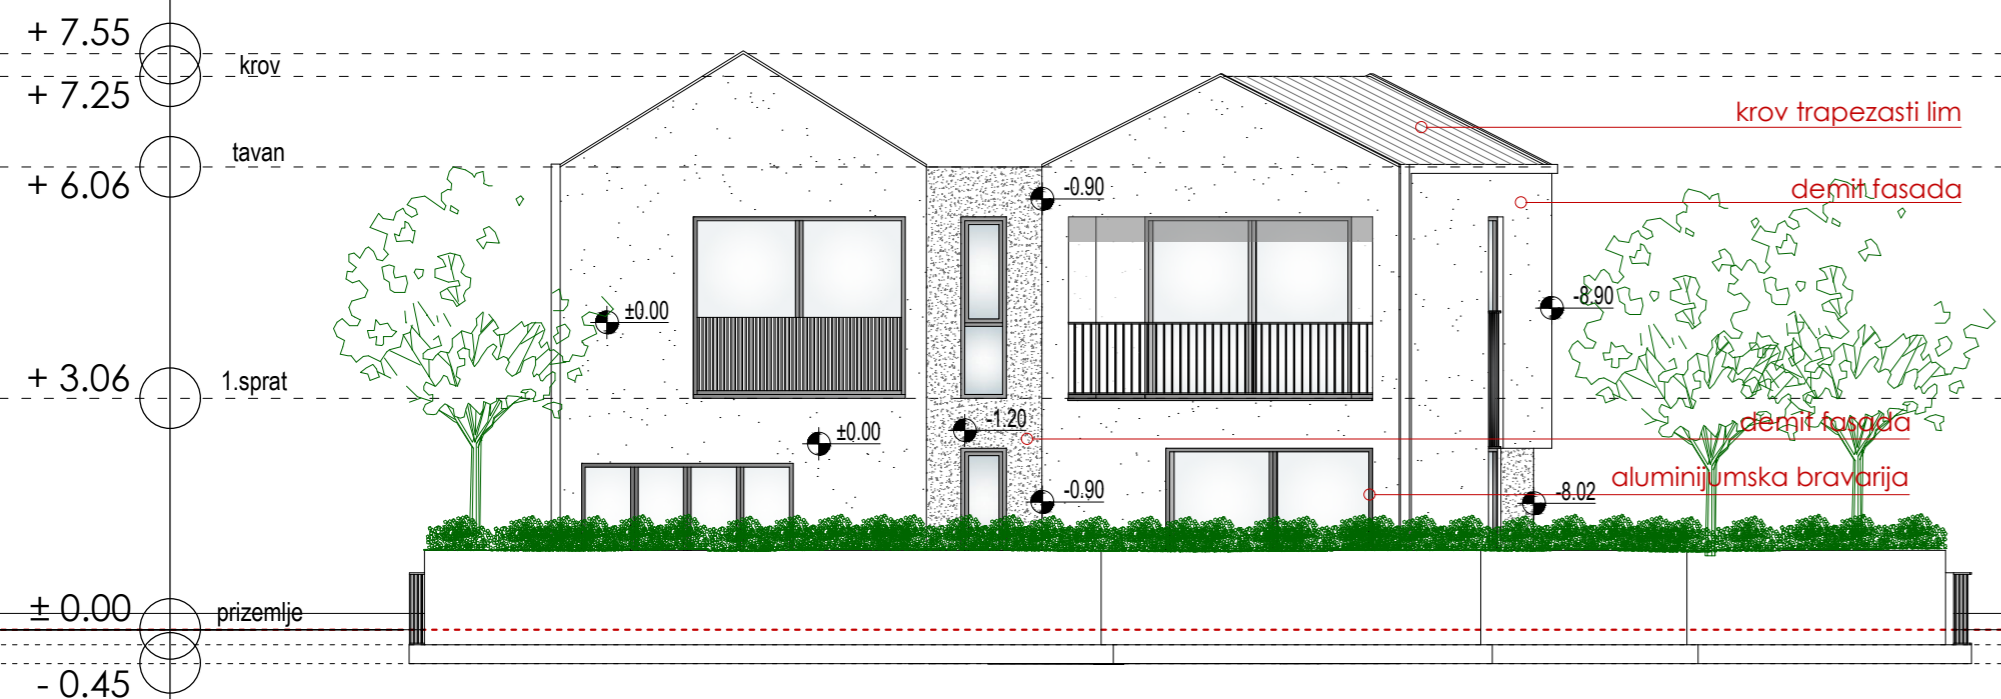 + 7.55
krov
+ 7.25
krov trapezasti lim
tavan
+ 6.06
-0.90
demit fasada
-8.90
±0.00
+ 3.06
1.sprat
-1.20
±0.00
demit fasada
aluminijumska bravarija
-0.90
-8.02
± 0.00
prizemlje
- 0.45